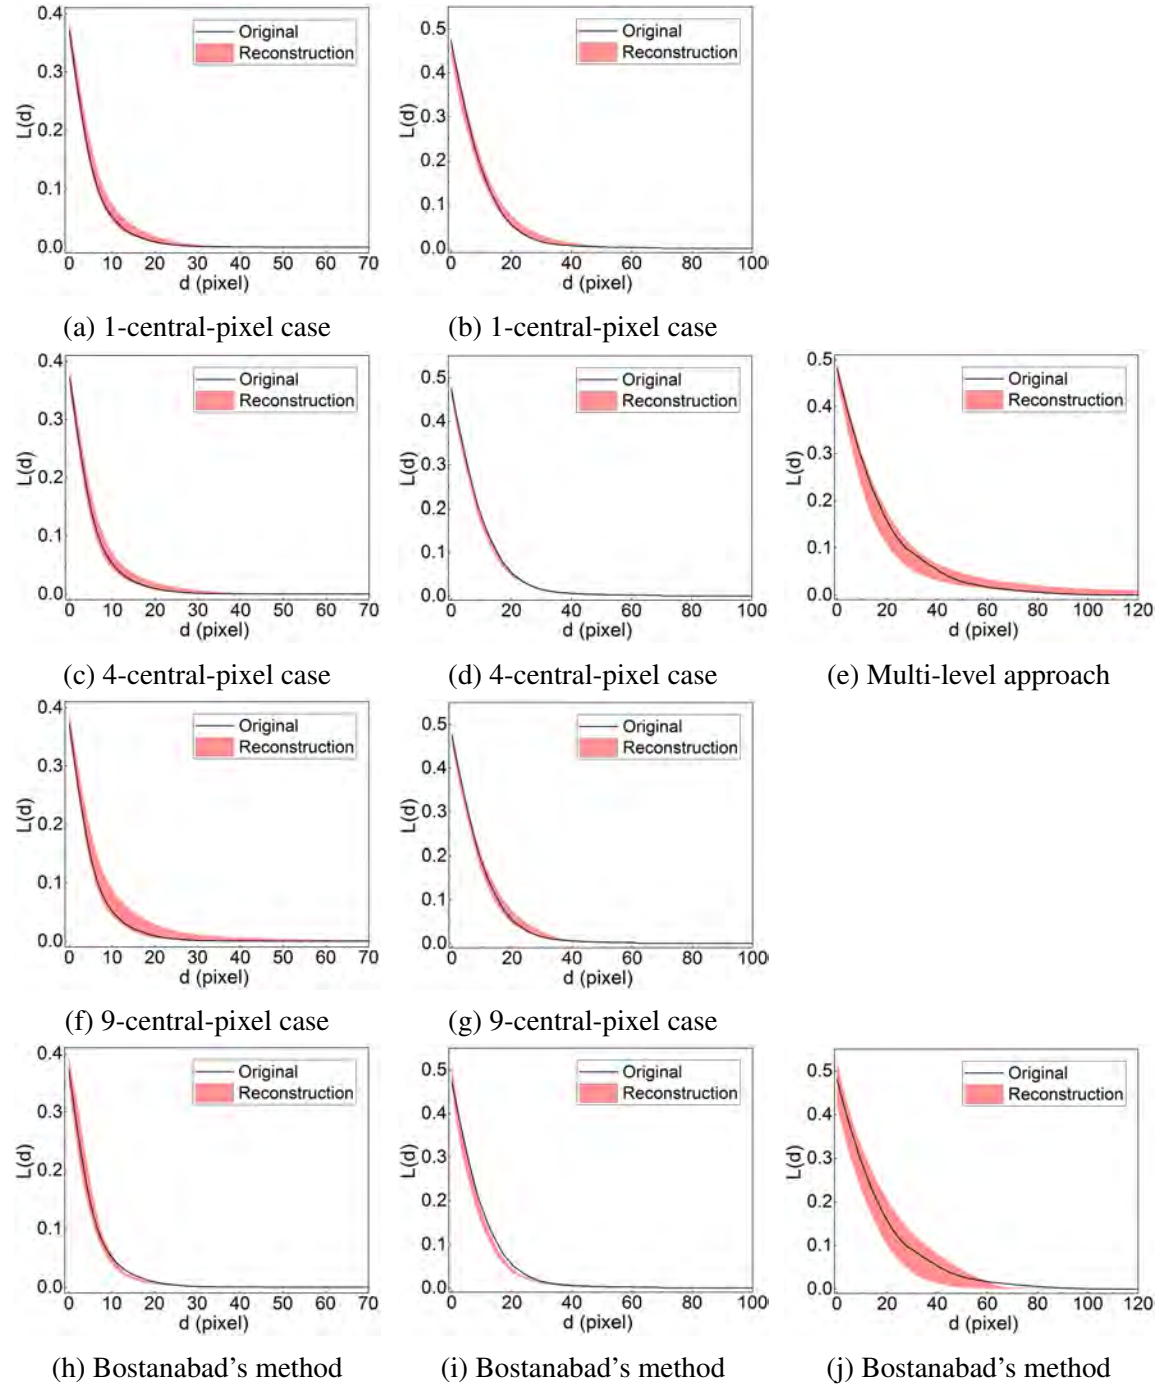 0.4
0.3
0.2
0.1
0.0
L(d)
Original
Reconstruction
0 10 20 30 40 50 60 70
d (pixel)
(a) 1-central-pixel case
0.5
0.4
0.3
0.2
0.1
0.0
L(d)
Original
Reconstruction
0 20 40 60 80 100
d (pixel)
(b) 1-central-pixel case
0.4
0.3
0.2
0.1
0.0
L(d)
Original
Reconstruction
0 10 20 30 40 50 60 70
d (pixel)
(c) 4-central-pixel case
0.5
0.4
0.3
0.2
0.1
0.0
L(d)
Original
Reconstruction
0 20 40 60 80 100
d (pixel)
(d) 4-central-pixel case
0.5
0.4
0.3
0.2
0.1
0.0
L(d)
Original
Reconstruction
0 20 40 60 80 100 120
d (pixel)
(e) Multi-level approach
0.4
0.3
0.2
0.1
0.0
L(d)
Original
Reconstruction
0 10 20 30 40 50 60 70
d (pixel)
(f) 9-central-pixel case
0.5
0.4
0.3
0.2
0.1
0.0
L(d)
Original
Reconstruction
0 20 40 60 80 100
d (pixel)
(g) 9-central-pixel case
0.4
0.3
0.2
0.1
0.0
L(d)
Original
Reconstruction
0 10 20 30 40 50 60 70
d (pixel)
(h) Bostanabad's method
0.5
0.4
0.3
0.2
0.1
0.0
L(d)
Original
Reconstruction
0 20 40 60 80 100
d (pixel)
(i) Bostanabad's method
0.5
0.4
0.3
0.2
0.1
0.0
L(d)
Original
Reconstruction
0 20 40 60 80 100 120
d (pixel)
(j) Bostanabad's method